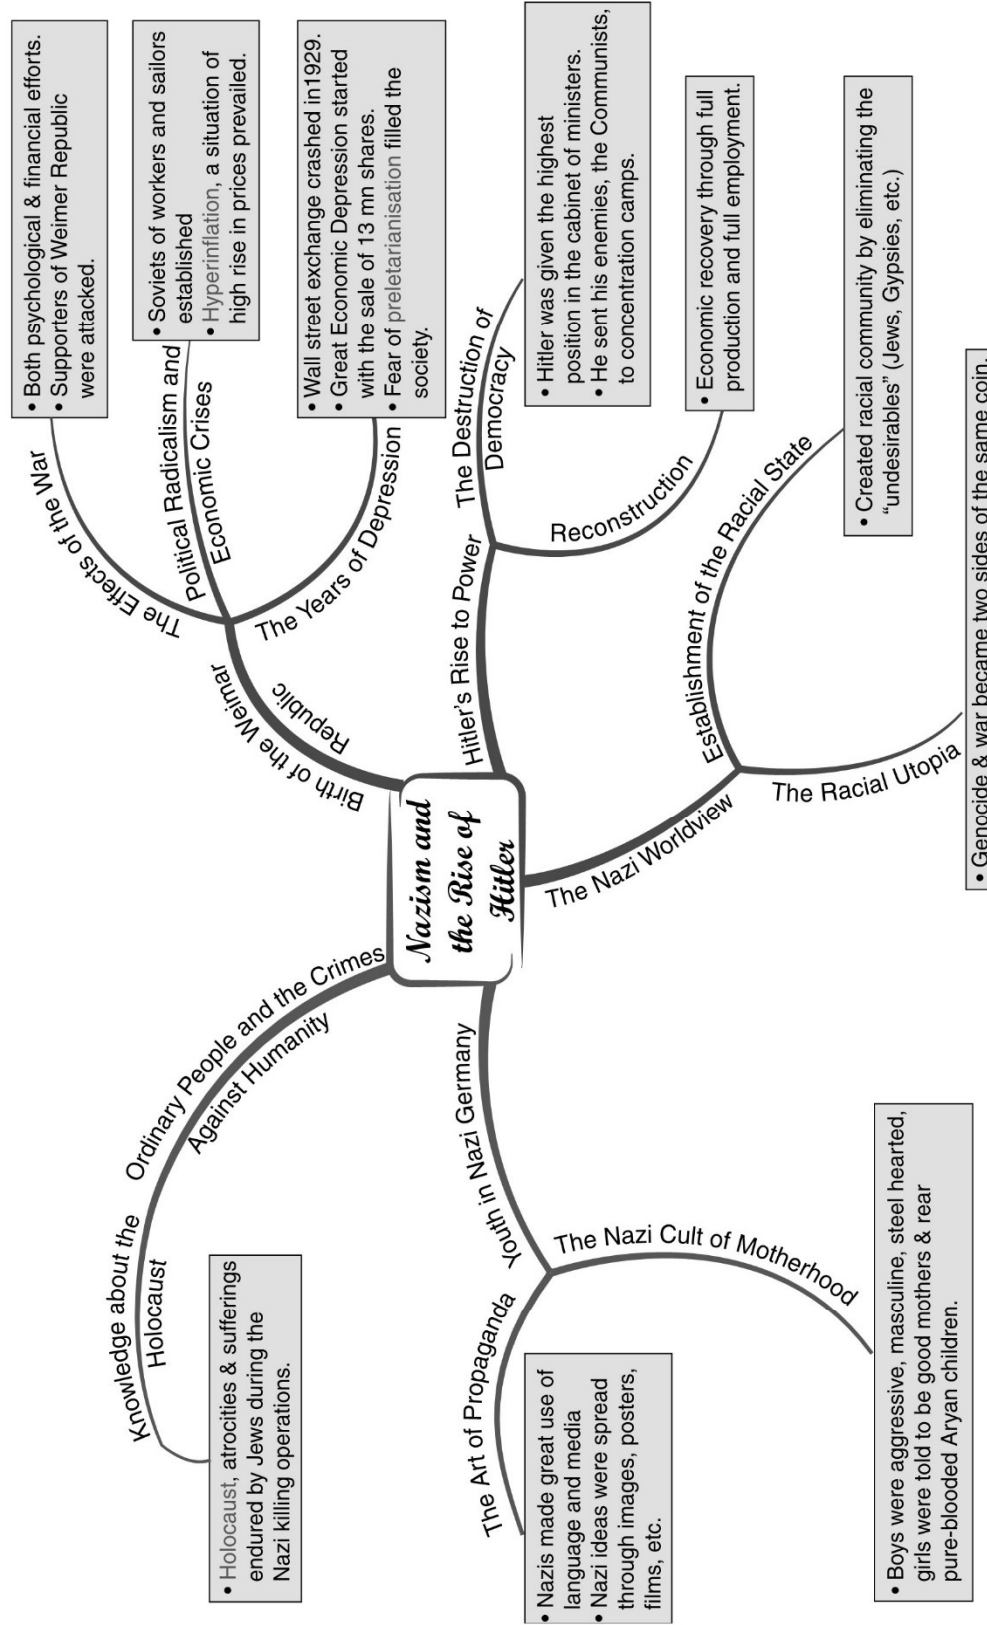 Nazism and
the Rise of
Hitler
Birth of the Weimar
Republic
The Effects of the War
• Both psychological & financial efforts.
• Supporters of Weimer Republic
were attacked.
Political Radicalism and
Economic Crises
• Soviets of workers and sailors
established
• Hyperinflation, a situation of
high rise in prices prevailed.
The Years of Depression
• Wall street exchange crashed in1929.
• Great Economic Depression started
with the sale of 13 mn shares.
• Fear of preletarianisation filled the
society.
Hitler's Rise to Power
The Destruction of
Democracy
• Hitler was given the highest
position in the cabinet of ministers.
• He sent his enemies, the Communists,
to concentration camps.
Reconstruction
• Economic recovery through full
production and full employment.
The Nazi Worldview
Establishment of the Racial State
• Created racial community by eliminating the
“undesirables” (Jews, Gypsies, etc.)
The Racial Utopia
• Genocide & war became two sides of the same coin.
Youth in Nazi Germany
The Nazi Cult of Motherhood
• Boys were aggressive, masculine, steel hearted,
girls were told to be good mothers & rear
pure-blooded Aryan children.
The Art of Propaganda
• Nazis made great use of
language and media
• Nazi ideas were spread
through images, posters,
films, etc.
Ordinary People and the Crimes
Against Humanity
Knowledge about the
Holocaust
• Holocaust, atrocities & sufferings
endured by Jews during the
Nazi killing operations.